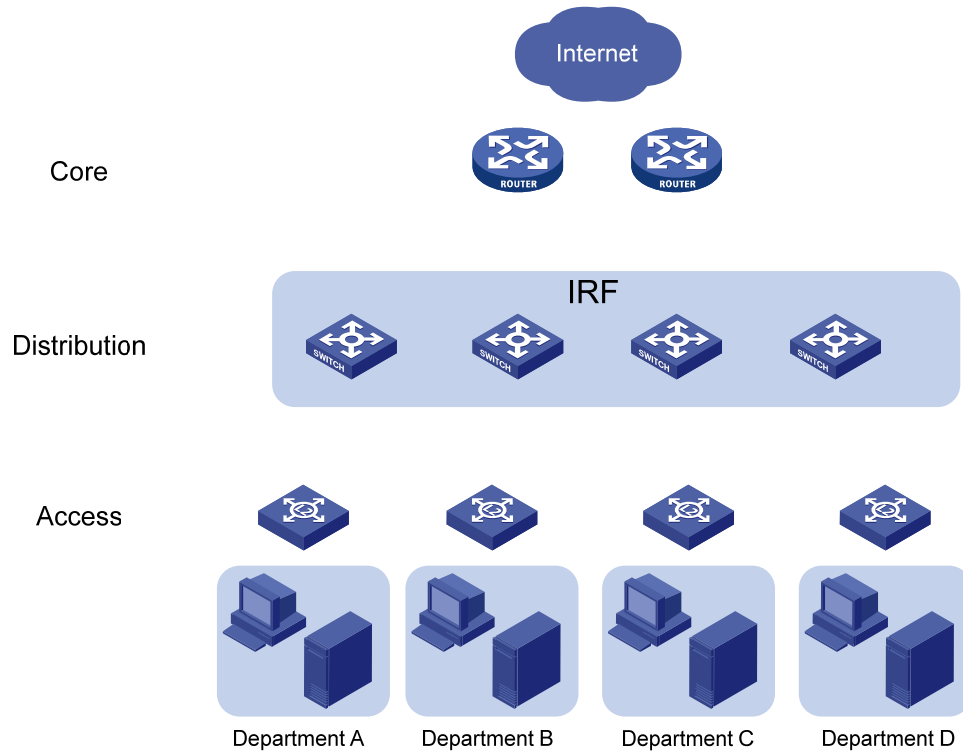 Internet
Core
ROUTER
ROUTER
IRF
Distribution
SWITCH
SWITCH
SWITCH
SWITCH
Access
Department A
Department B
Department C
Department D